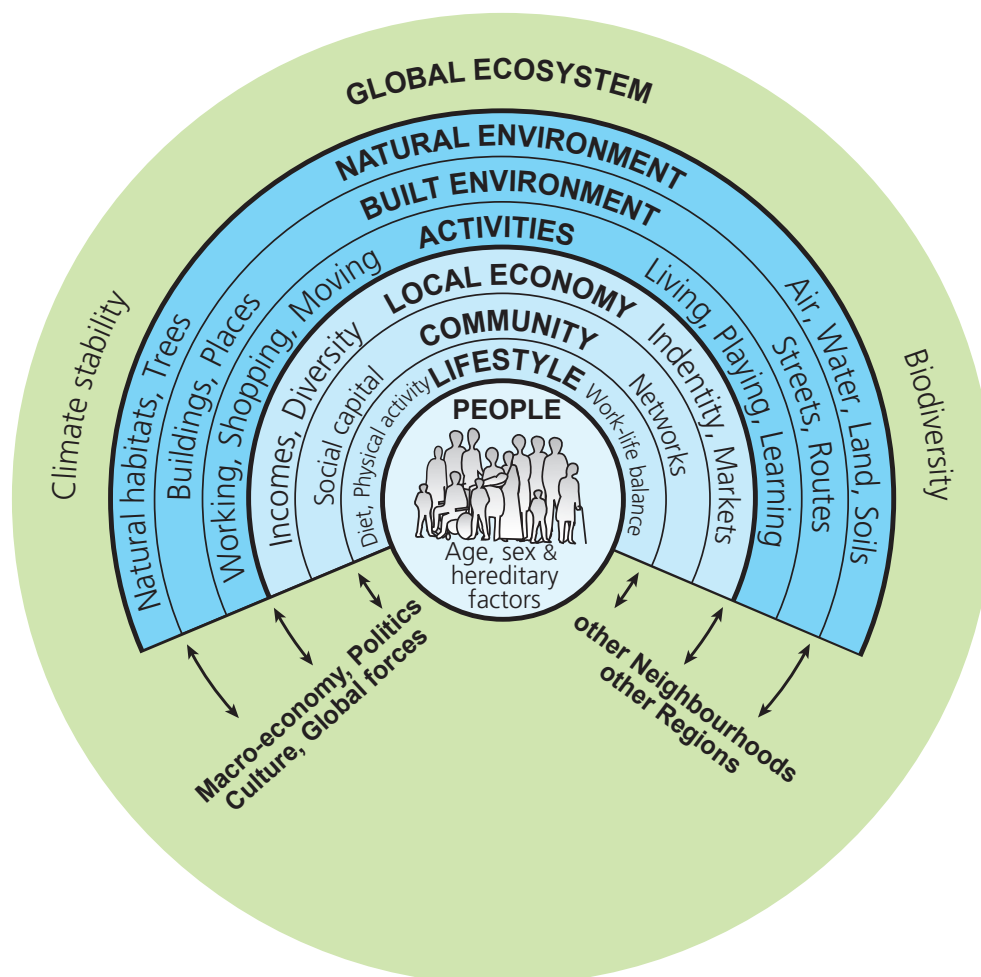 GLOBAL ECOSYSTEM
Climate stability
Biodiversity
NATURAL ENVIRONMENT
Natural habitats, Trees
Air, Water, Land, Soils
BUILT ENVIRONMENT
Buildings, Places
Streets, Routes
ACTIVITIES
Working, Shopping, Moving
Living, Playing, Learning
LOCAL ECONOMY
Incomes, Diversity
Indentity, Markets
COMMUNITY
Social capital
Networks
LIFESTYLE
Diet, Physical activity
Work-life balance
PEOPLE
Age, sex &
hereditary
factors
Macro-economy, Politics
Culture, Global forces
other Neighbourhoods
other Regions